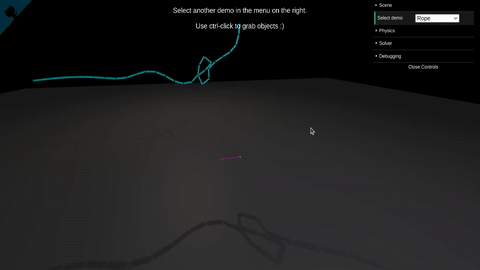 Select another demo in the menu on the right.
Use ctrl-click to grab objects :)
Scene
Select demo Rope
Physics
Solver
Debugging
Close Controls